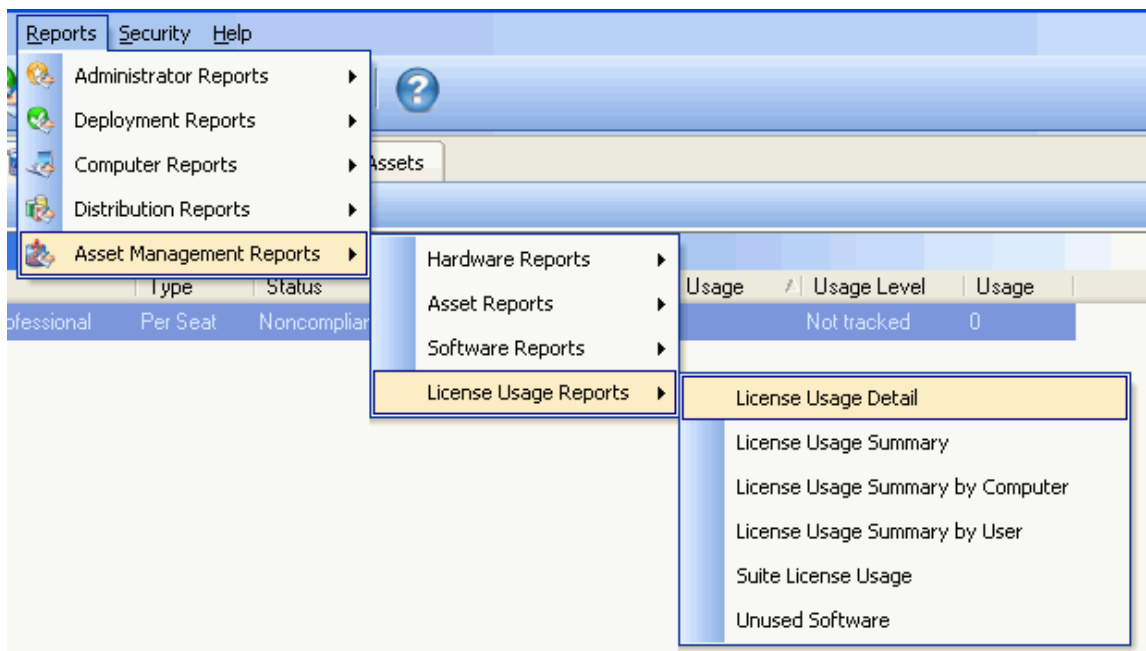 Reports Security Help
Administrator Reports
Deployment Reports
Computer Reports
Distribution Reports
Asset Management Reports
Assets
Hardware Reports
Asset Reports
Software Reports
License Usage Reports
Type Status Usage Usage Level Usage
Per Seat Not tracked 0
License Usage Detail
License Usage Summary
License Usage Summary by Computer
License Usage Summary by User
Suite License Usage
Unused Software